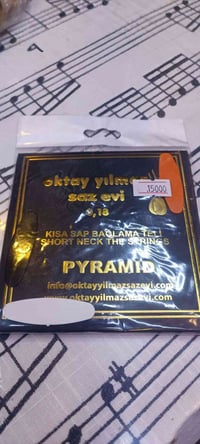 oktay yılmaz
15000
saz evi
0,18
KISA SAP BAĞLAMA TELİ
SHORT NECK THE STRINGS
PYRAMID
info@oktayyilmazsazevi.com
www.oktayyilmazsazevi.com